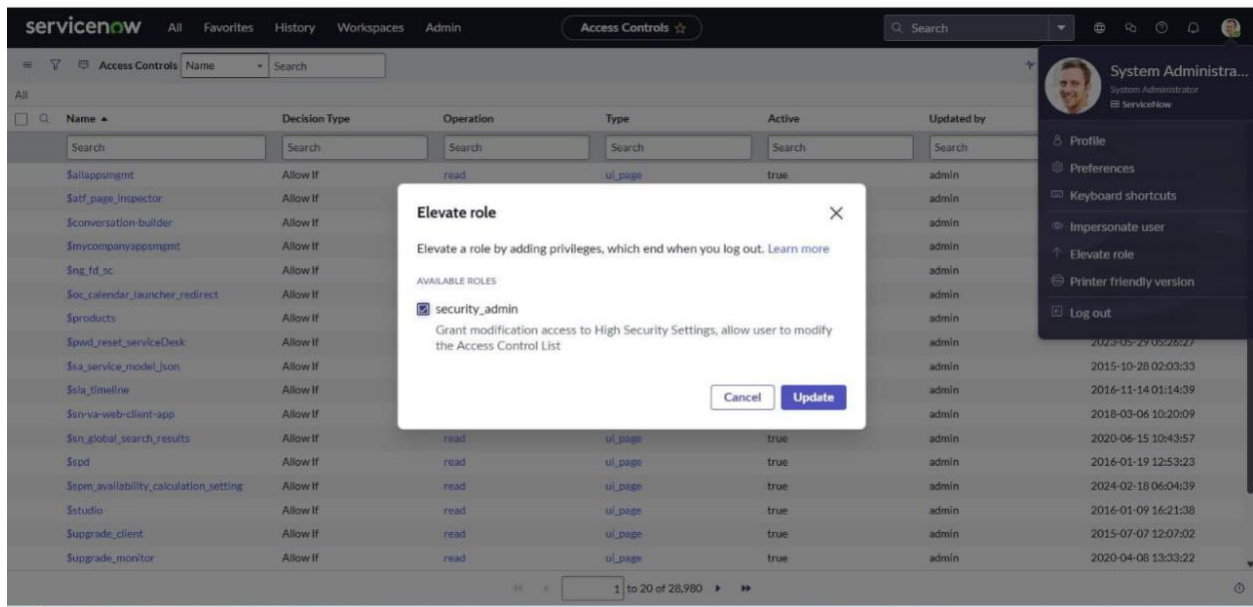 servicenow All Favorites History Workspaces Admin Access Controls Search
Access Controls Name Search
All
Name Decision Type Operation Type Active Updated by
Search Search Search Search Search Search
$allappsmgmt Allow If read ui_page true admin
$atf_page_inspector Allow If admin
$conversation-builder Allow If admin
$mycompanyappsmgmt Allow If admin
$ng_fd_sc Allow If admin
$oc_calendar_launcher_redirect Allow If admin
$products Allow If admin
$pwd_reset_serviceDesk Allow If admin 2023-05-29 05:26:27
$sa_service_model_json Allow If admin 2015-10-28 02:03:33
$sla_timeline Allow If admin 2016-11-14 01:14:39
$sn-va-web-client-app Allow If admin 2018-03-06 10:20:09
$sn_global_search_results Allow If read ui_page true admin 2020-06-15 10:43:57
$spd Allow If read ui_page true admin 2016-01-19 12:53:23
$spm_availability_calculation_setting Allow If read ui_page true admin 2024-02-18 06:04:39
$studio Allow If read ui_page true admin 2016-01-09 16:21:38
$upgrade_client Allow If read ui_page true admin 2015-07-07 12:07:02
$upgrade_monitor Allow If read ui_page true admin 2020-04-08 13:33:22
1 to 20 of 28,980
Elevate role
Elevate a role by adding privileges, which end when you log out. Learn more
AVAILABLE ROLES
security_admin
Grant modification access to High Security Settings, allow user to modify
the Access Control List
Cancel Update
System Administra...
System Administrator
ServiceNow
Profile
Preferences
Keyboard shortcuts
Impersonate user
Elevate role
Printer friendly version
Log out